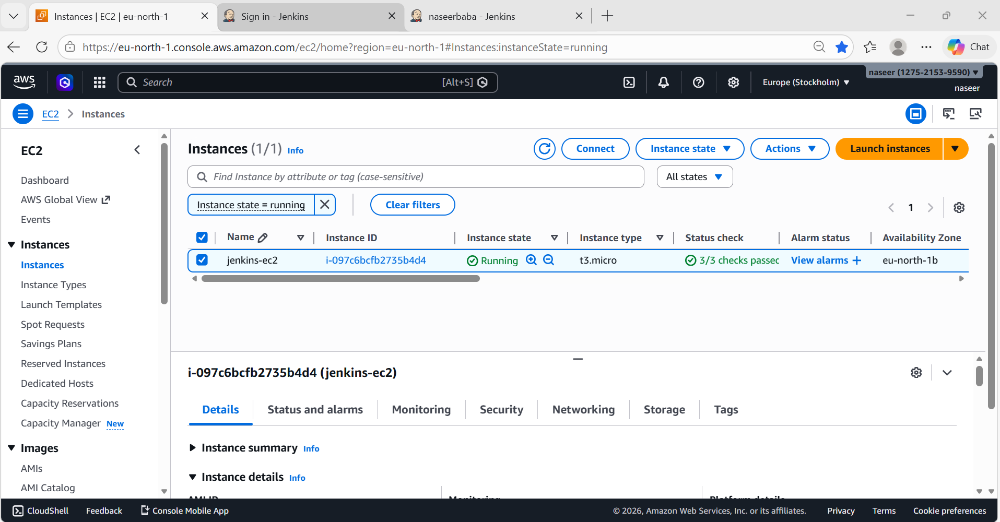 Instances | EC2 | eu-north-1
Sign in - Jenkins
naseerbaba - Jenkins
https://eu-north-1.console.aws.amazon.com/ec2/home?region=eu-north-1#Instances:instanceState=running
Chat
aws
Search
[Alt+S]
Europe (Stockholm)
naseer (1275-2153-9590)
naseer
EC2
Instances
EC2
Dashboard
AWS Global View
Events
Instances
Instances
Instance Types
Launch Templates
Spot Requests
Savings Plans
Reserved Instances
Dedicated Hosts
Capacity Reservations
Capacity Manager New
Images
AMIs
AMI Catalog
Instances (1/1) Info
Connect
Instance state
Actions
Launch instances
Find Instance by attribute or tag (case-sensitive)
All states
Instance state = running
Clear filters
1
Name Instance ID Instance state Instance type Status check Alarm status Availability Zone
jenkins-ec2 i-097c6bcfb2735b4d4 Running t3.micro 3/3 checks passec View alarms + eu-north-1b
i-097c6bcfb2735b4d4 (jenkins-ec2)
Details Status and alarms Monitoring Security Networking Storage Tags
Instance summary Info
Instance details Info
AMI ID Monitoring Platform details
CloudShell Feedback Console Mobile App © 2026, Amazon Web Services, Inc. or its affiliates. Privacy Terms Cookie preferences